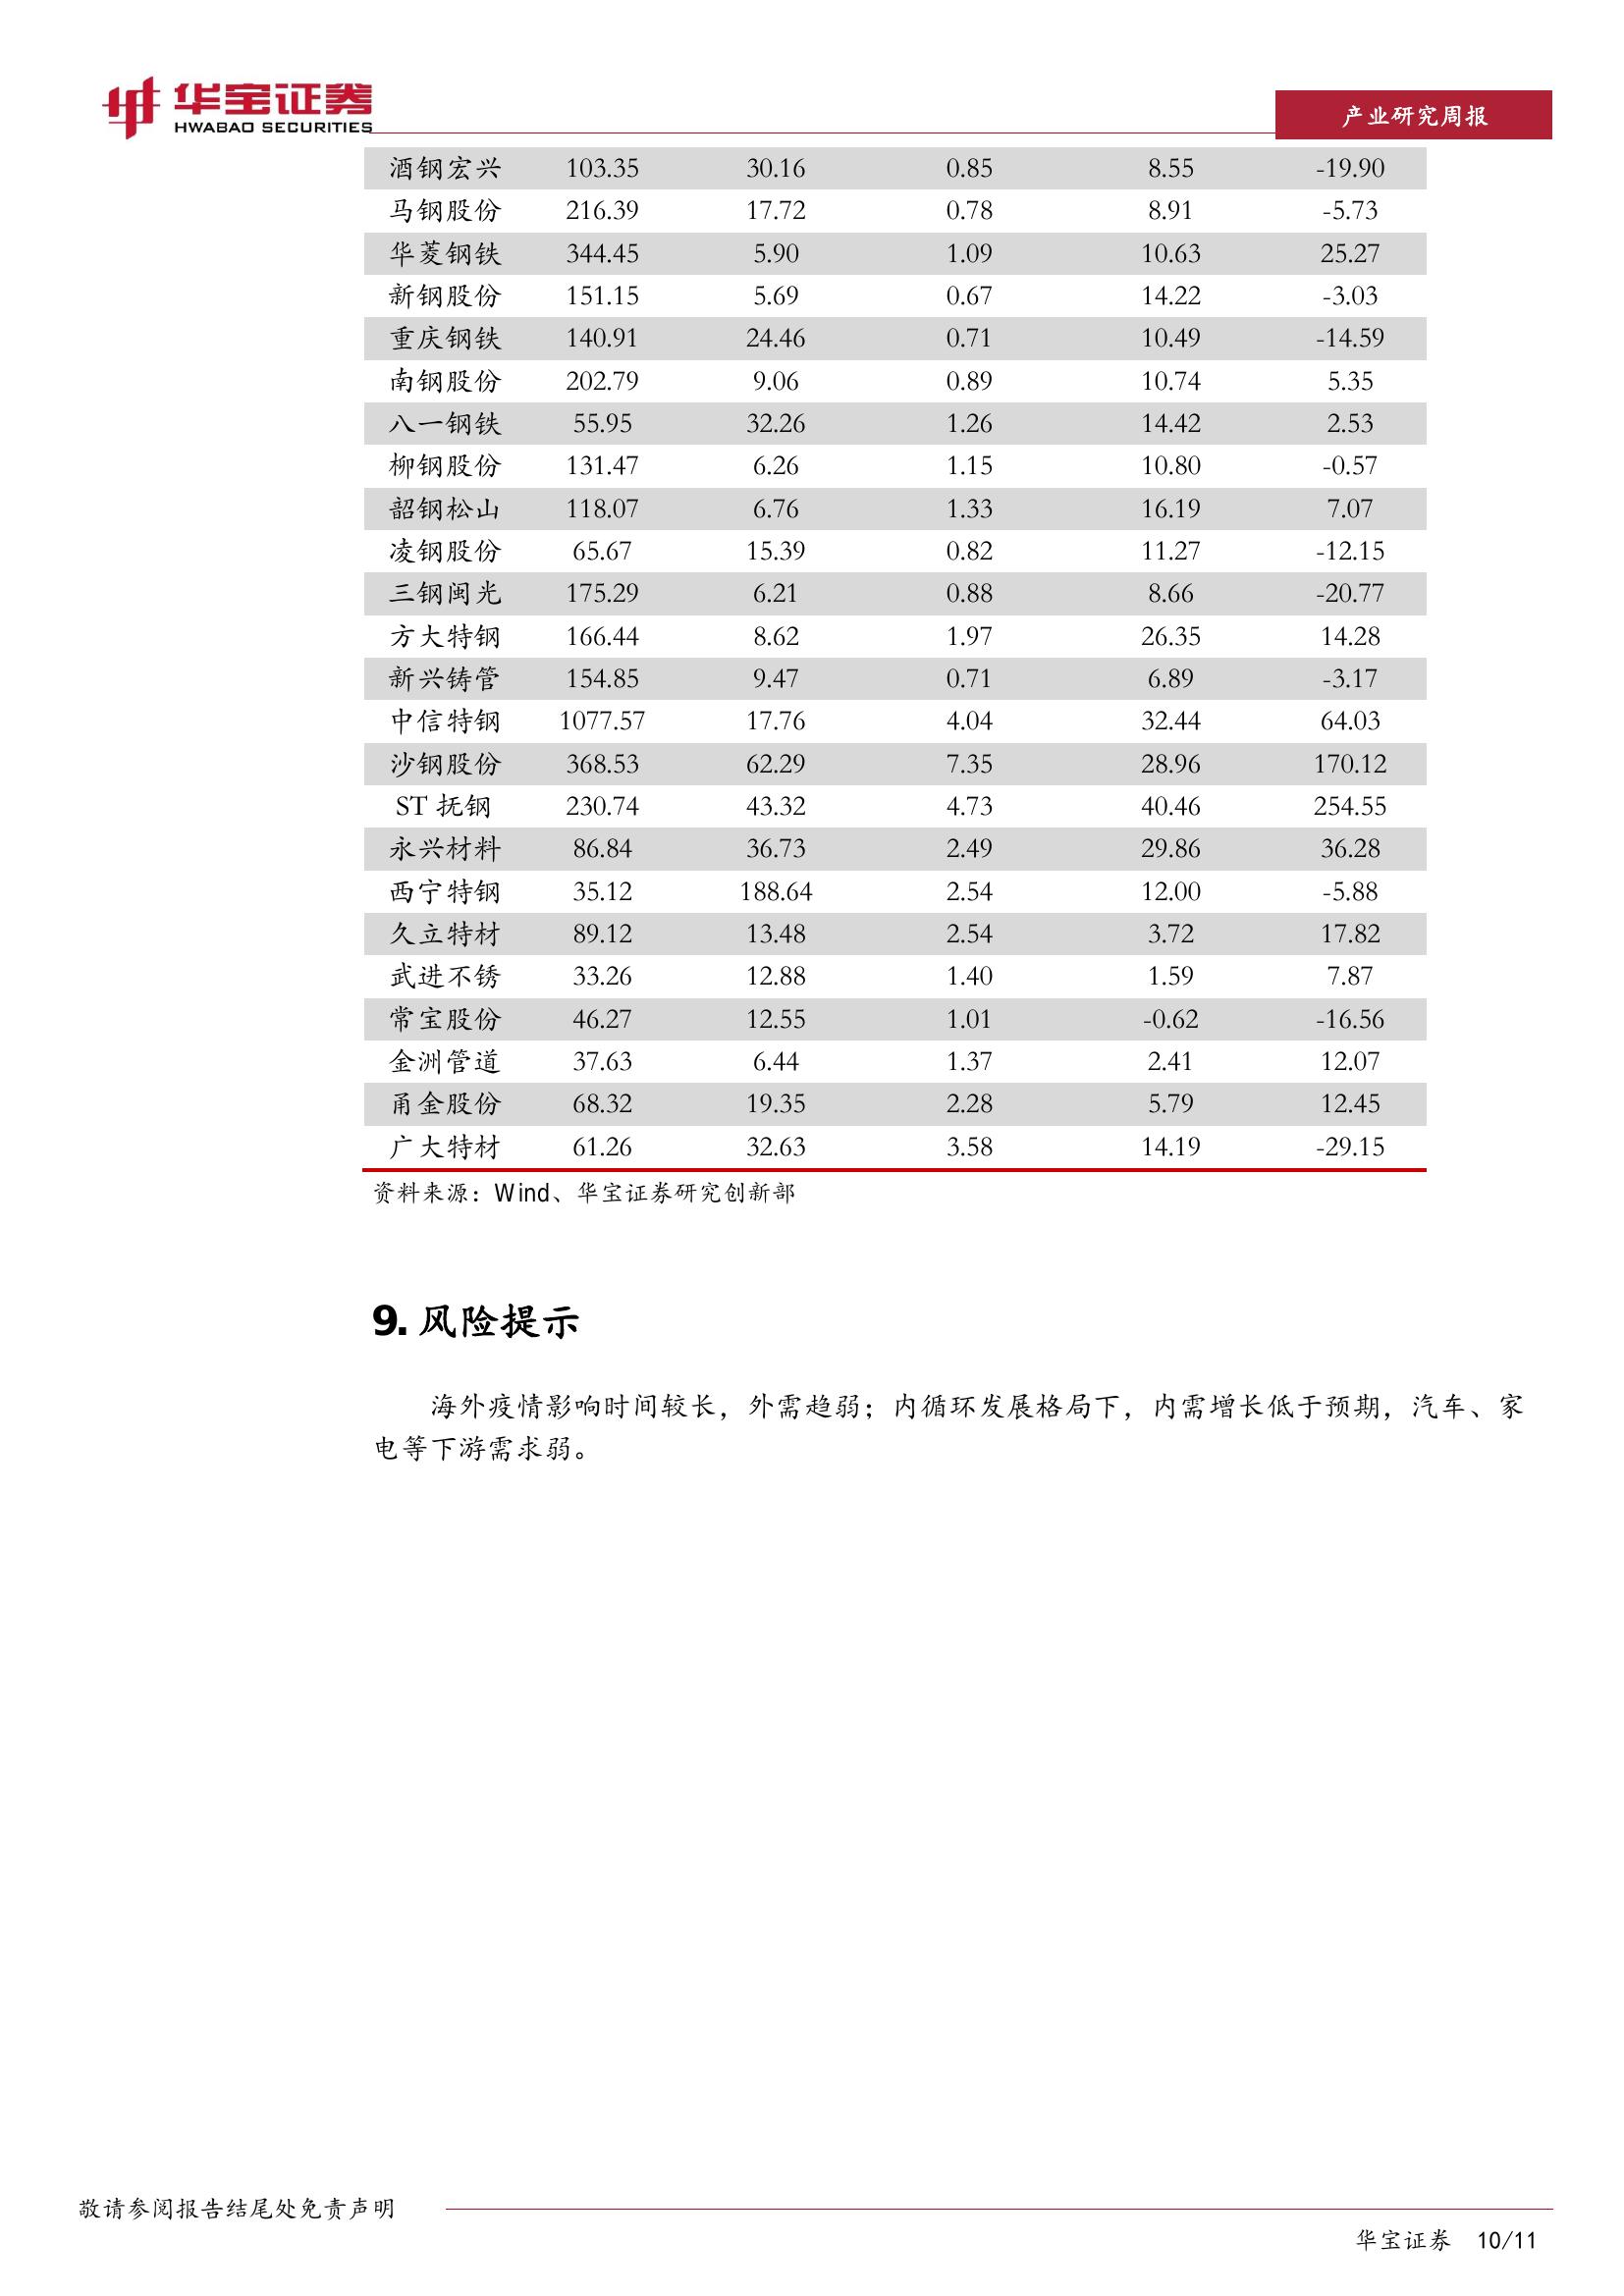 华宝证券
HWABAO SECURITIES
产业研究周报
酒钢宏兴 103.35 30.16 0.85 8.55 -19.90
马钢股份 216.39 17.72 0.78 8.91 -5.73
华菱钢铁 344.45 5.90 1.09 10.63 25.27
新钢股份 151.15 5.69 0.67 14.22 -3.03
重庆钢铁 140.91 24.46 0.71 10.49 -14.59
南钢股份 202.79 9.06 0.89 10.74 5.35
八一钢铁 55.95 32.26 1.26 14.42 2.53
柳钢股份 131.47 6.26 1.15 10.80 -0.57
韶钢松山 118.07 6.76 1.33 16.19 7.07
凌钢股份 65.67 15.39 0.82 11.27 -12.15
三钢闽光 175.29 6.21 0.88 8.66 -20.77
方大特钢 166.44 8.62 1.97 26.35 14.28
新兴铸管 154.85 9.47 0.71 6.89 -3.17
中信特钢 1077.57 17.76 4.04 32.44 64.03
沙钢股份 368.53 62.29 7.35 28.96 170.12
ST 抚钢 230.74 43.32 4.73 40.46 254.55
永兴材料 86.84 36.73 2.49 29.86 36.28
西宁特钢 35.12 188.64 2.54 12.00 -5.88
久立特材 89.12 13.48 2.54 3.72 17.82
武进不锈 33.26 12.88 1.40 1.59 7.87
常宝股份 46.27 12.55 1.01 -0.62 -16.56
金洲管道 37.63 6.44 1.37 2.41 12.07
甬金股份 68.32 19.35 2.28 5.79 12.45
广大特材 61.26 32.63 3.58 14.19 -29.15
资料来源：Wind、华宝证券研究创新部
9. 风险提示
海外疫情影响时间较长，外需趋弱；内循环发展格局下，内需增长低于预期，汽车、家
电等下游需求弱。
敬请参阅报告结尾处免责声明
华宝证券 10/11